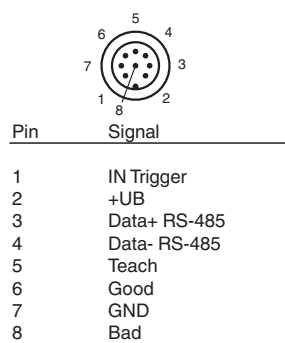 5
6 4
7 3
1 2
8
Pin Signal
1 IN Trigger
2 +UB
3 Data+ RS-485
4 Data- RS-485
5 Teach
6 Good
7 GND
8 Bad